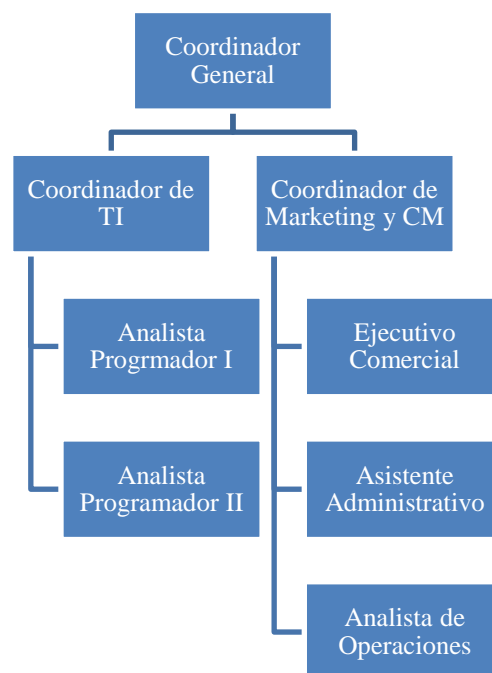 Coordinador
General
Coordinador de
TI
Coordinador de
Marketing y CM
Analista
Progrmador I
Ejecutivo
Comercial
Analista
Programador II
Asistente
Administrativo
Analista de
Operaciones